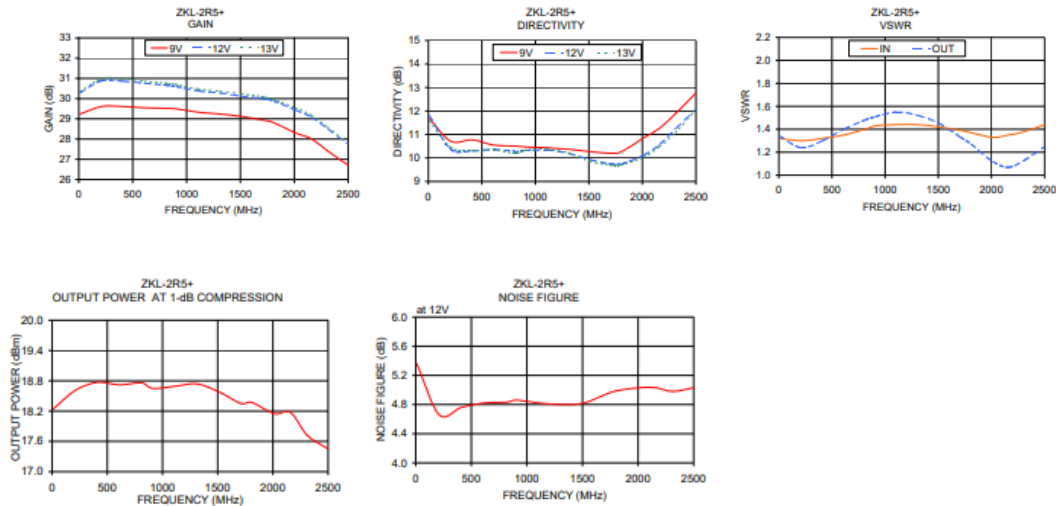 ZKL-2R5+
GAIN
9V 12V 13V
33
32
31
30
29
28
27
26
GAIN (dB)
0 500 1000 1500 2000 2500
FREQUENCY (MHz)
ZKL-2R5+
DIRECTIVITY
9V 12V 13V
15
14
13
12
11
10
9
DIRECTIVITY (dB)
0 500 1000 1500 2000 2500
FREQUENCY (MHz)
ZKL-2R5+
VSWR
IN OUT
2.2
2.0
1.8
1.6
1.4
1.2
1.0
VSWR
0 500 1000 1500 2000 2500
FREQUENCY (MHz)
ZKL-2R5+
OUTPUT POWER AT 1-dB COMPRESSION
20.0
19.4
18.8
18.2
17.6
17.0
OUTPUT POWER (dBm)
0 500 1000 1500 2000 2500
FREQUENCY (MHz)
ZKL-2R5+
NOISE FIGURE
at 12V
6.0
5.6
5.2
4.8
4.4
4.0
NOISE FIGURE (dB)
0 500 1000 1500 2000 2500
FREQUENCY (MHz)